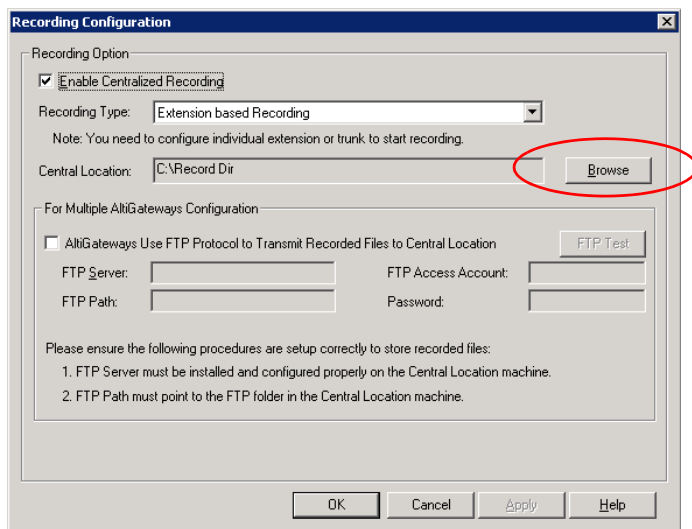 Recording Configuration
Recording Option
Enable Centralized Recording
Recording Type: Extension based Recording
Note: You need to configure individual extension or trunk to start recording.
Central Location: C:\Record Dir Browse
For Multiple AltiGateways Configuration
AltiGateways Use FTP Protocol to Transmit Recorded Files to Central Location FTP Test
FTP Server: FTP Access Account:
FTP Path: Password:
Please ensure the following procedures are setup correctly to store recorded files:
1. FTP Server must be installed and configured properly on the Central Location machine.
2. FTP Path must point to the FTP folder in the Central Location machine.
OK Cancel Apply Help